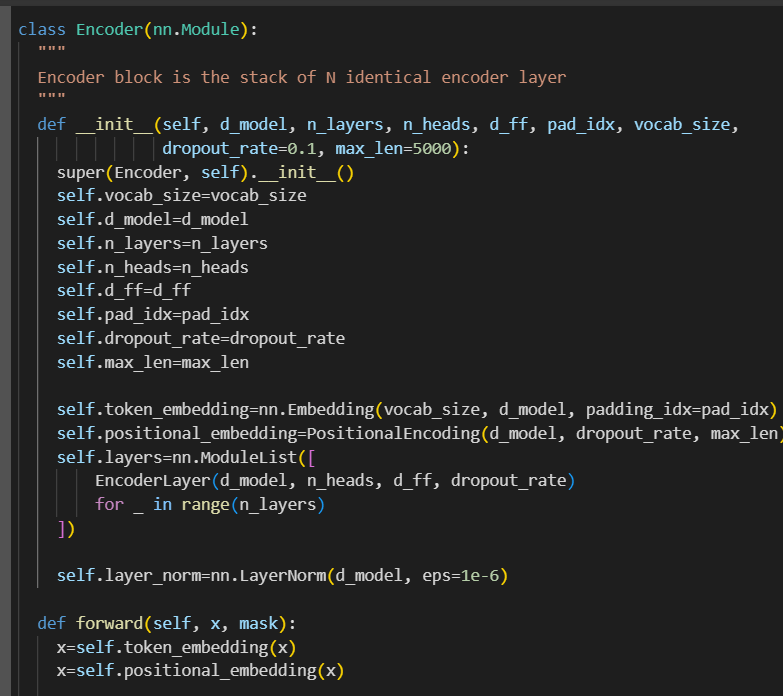 class Encoder(nn.Module):
  """
  Encoder block is the stack of N identical encoder layer
  """
  def __init__(self, d_model, n_layers, n_heads, d_ff, pad_idx, vocab_size,
               dropout_rate=0.1, max_len=5000):
    super(Encoder, self).__init__()
    self.vocab_size=vocab_size
    self.d_model=d_model
    self.n_layers=n_layers
    self.n_heads=n_heads
    self.d_ff=d_ff
    self.pad_idx=pad_idx
    self.dropout_rate=dropout_rate
    self.max_len=max_len

    self.token_embedding=nn.Embedding(vocab_size, d_model, padding_idx=pad_idx)
    self.positional_embedding=PositionalEncoding(d_model, dropout_rate, max_len)
    self.layers=nn.ModuleList([
        EncoderLayer(d_model, n_heads, d_ff, dropout_rate)
        for _ in range(n_layers)
    ])

    self.layer_norm=nn.LayerNorm(d_model, eps=1e-6)

  def forward(self, x, mask):
    x=self.token_embedding(x)
    x=self.positional_embedding(x)